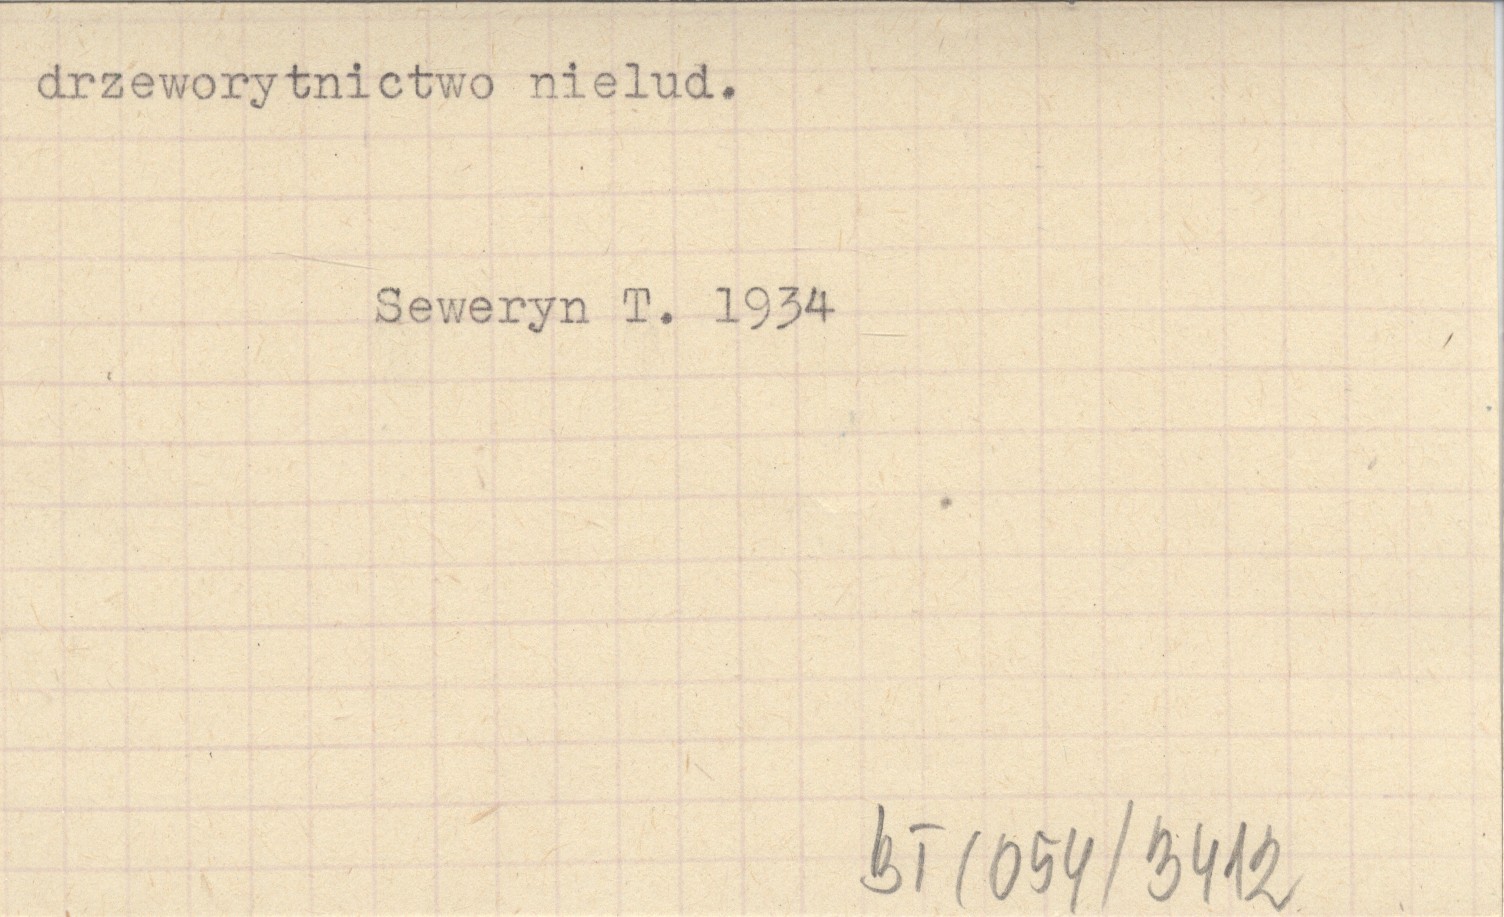 drzeworytnictwo nielud.
Seweryn T. 1934
BT (054/3412